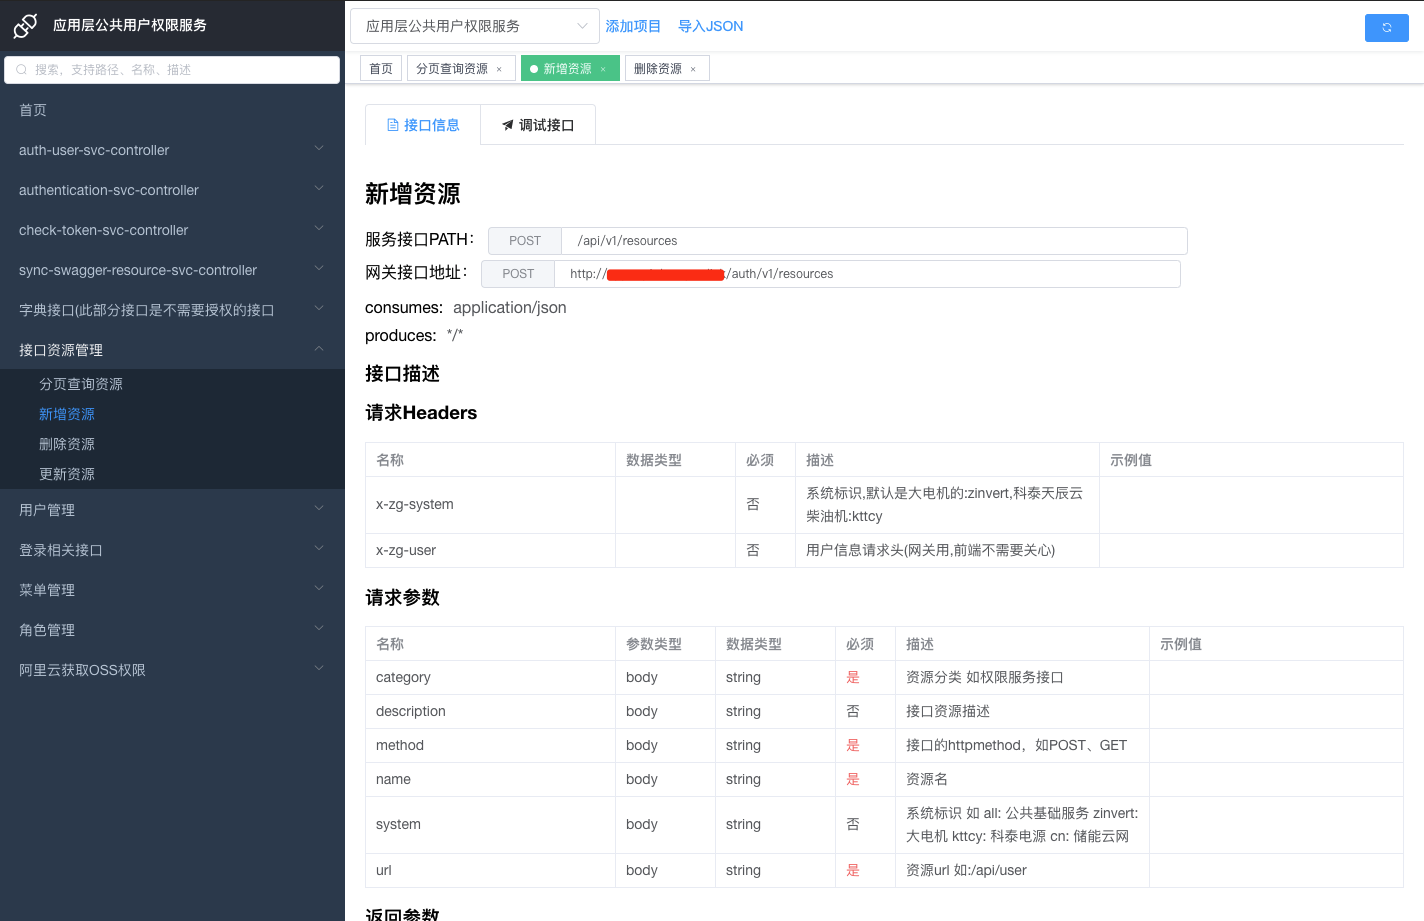 应用层公共用户权限服务
搜索，支持路径、名称、描述
首页
auth-user-svc-controller
authentication-svc-controller
check-token-svc-controller
sync-swagger-resource-svc-controller
字典接口(此部分接口是不需要授权的接口
接口资源管理
分页查询资源
新增资源
删除资源
更新资源
用户管理
登录相关接口
菜单管理
角色管理
阿里云获取OSS权限
应用层公共用户权限服务 添加项目 导入JSON
首页 分页查询资源 × 新增资源 × 删除资源 ×
接口信息 调试接口
新增资源
服务接口PATH： POST /api/v1/resources
网关接口地址： POST http:// /auth/v1/resources
consumes: application/json
produces: */*
接口描述
请求Headers
名称 数据类型 必须 描述 示例值
x-zg-system 否 系统标识,默认是大电机的:zinvert,科泰天辰云
柴油机:kttcy
x-zg-user 否 用户信息请求头(网关用,前端不需要关心)
请求参数
名称 参数类型 数据类型 必须 描述 示例值
category body string 是 资源分类 如权限服务接口
description body string 否 接口资源描述
method body string 是 接口的httpmethod，如POST、GET
name body string 是 资源名
system body string 否 系统标识 如 all: 公共基础服务 zinvert:
大电机 kttcy: 科泰电源 cn: 储能云网
url body string 是 资源url 如:/api/user
返回参数